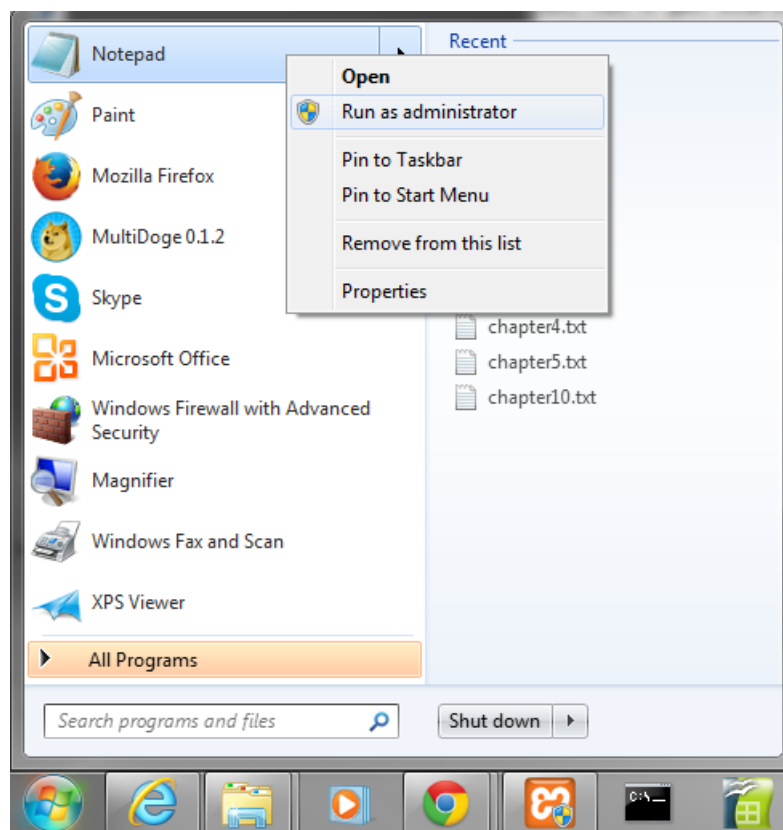 Notepad
Recent
Open
Run as administrator
Pin to Taskbar
Pin to Start Menu
Remove from this list
Properties
Paint
Mozilla Firefox
MultiDoge 0.1.2
Skype
Microsoft Office
Windows Firewall with Advanced
Security
Magnifier
Windows Fax and Scan
XPS Viewer
All Programs
chapter4.txt
chapter5.txt
chapter10.txt
Search programs and files
Shut down
C:\_